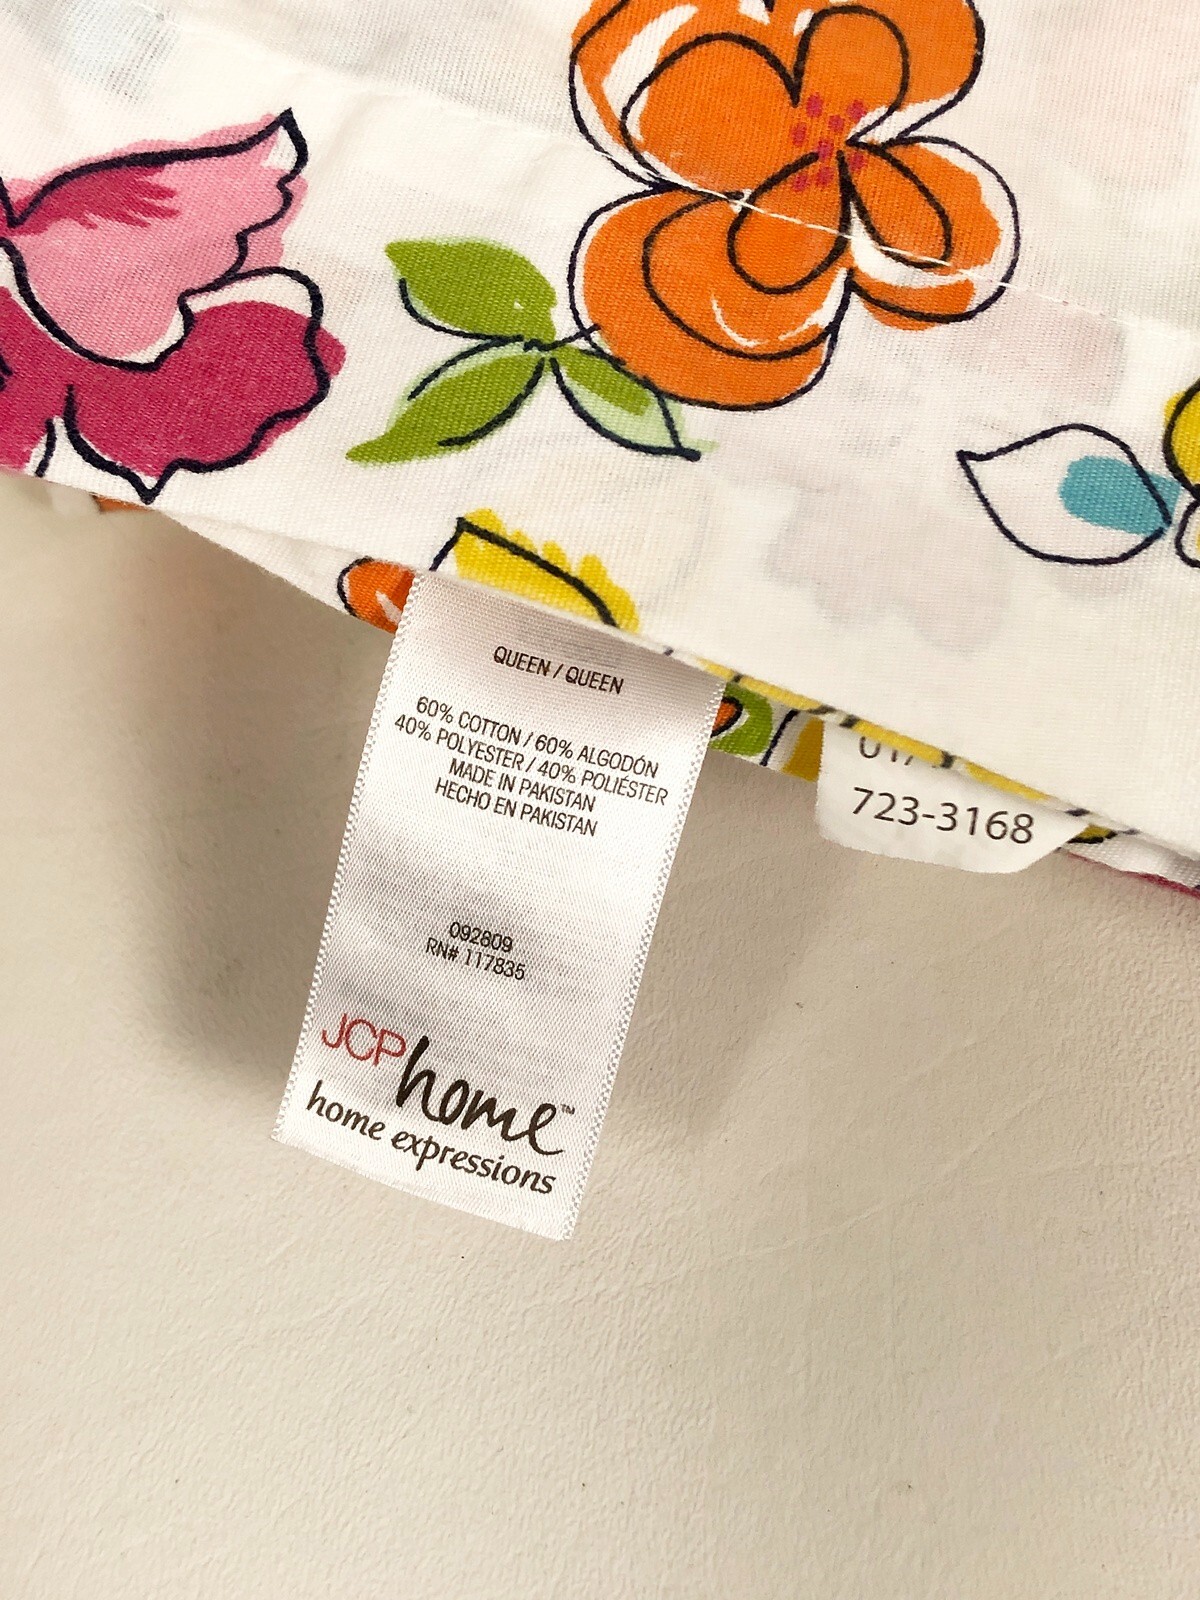 QUEEN / QUEEN
60% COTTON / 60% ALGODÓN
40% POLYESTER / 40% POLIÉSTER
MADE IN PAKISTAN
HECHO EN PAKISTAN
092809
RN# 117835
JCP home™
home expressions
723-3168